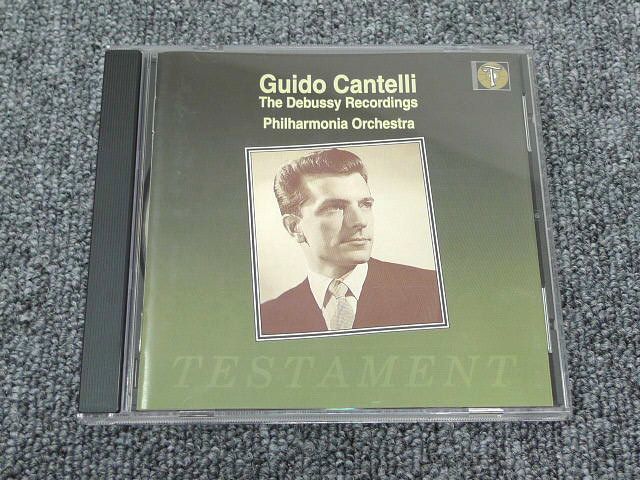 Guido Cantelli
The Debussy Recordings
Philharmonia Orchestra
T
TESTAMENT